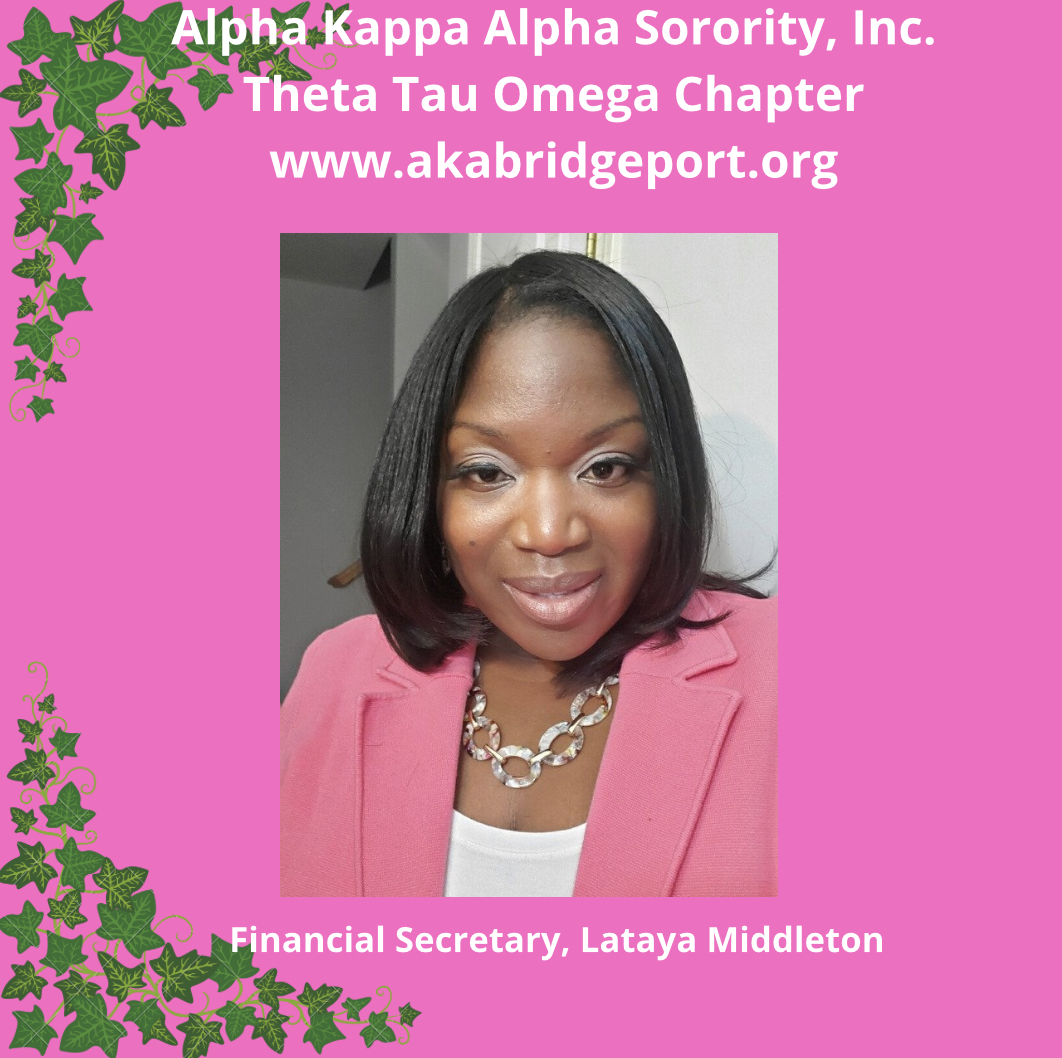 Alpha Kappa Alpha Sorority, Inc.
Theta Tau Omega Chapter
www.akabridgeport.org
Financial Secretary, Lataya Middleton